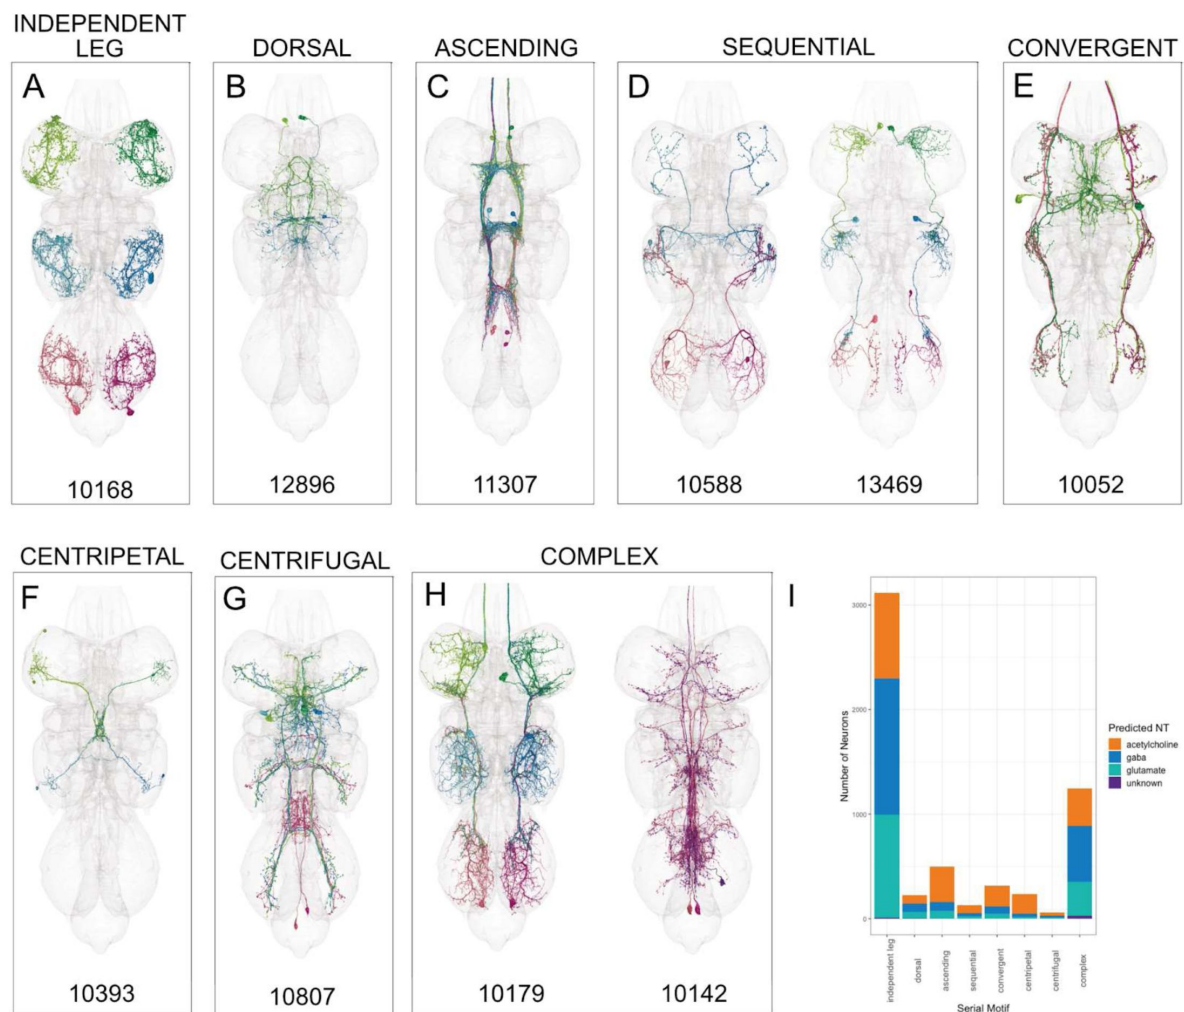 INDEPENDENT
LEG
DORSAL
ASCENDING
SEQUENTIAL
CONVERGENT
A
B
C
D
E
10168
12896
11307
10588
13469
10052
CENTRIPETAL
CENTRIFUGAL
COMPLEX
F
G
H
I
10393
10807
10179
10142
Number of Neurons
3000
2000
1000
0
independent leg
dorsal
ascending
sequential
convergent
centripetal
centrifugal
complex
Serial Motif
Predicted NT
acetylcholine
gaba
glutamate
unknown